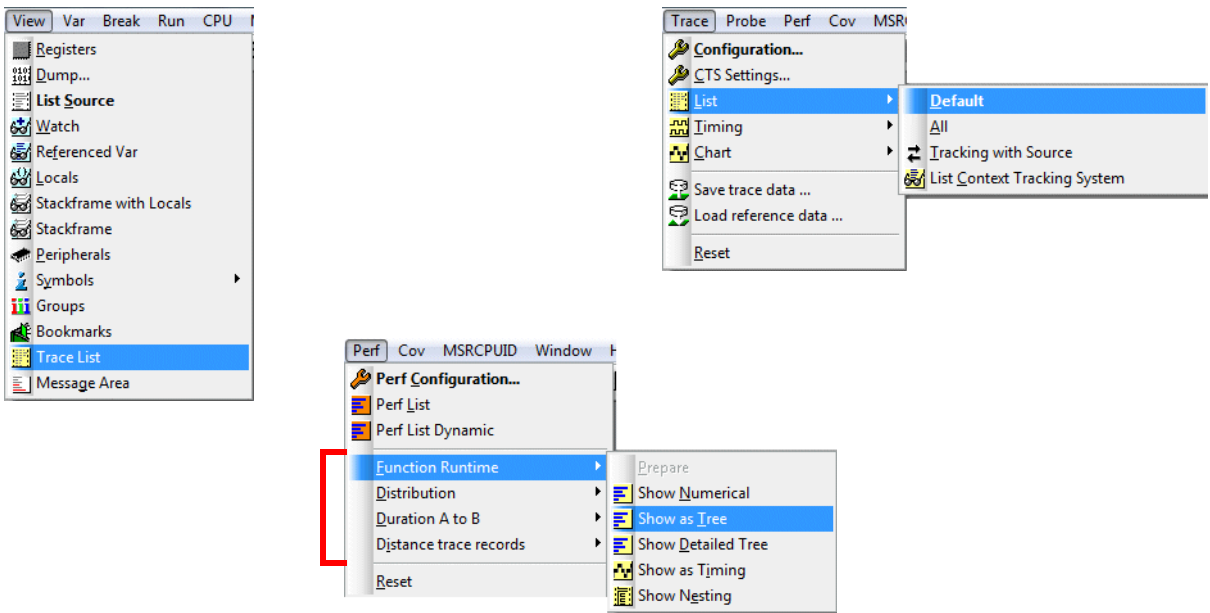 View Var Break Run CPU
Registers
Dump...
List Source
Watch
Referenced Var
Locals
Stackframe with Locals
Stackframe
Peripherals
Symbols
Groups
Bookmarks
Trace List
Message Area
Trace Probe Perf Cov MSR
Configuration...
CTS Settings...
List
Timing
Chart
Save trace data ...
Load reference data ...
Reset
Default
All
Tracking with Source
List Context Tracking System
Perf Cov MSRCPUID Window
Perf Configuration...
Perf List
Perf List Dynamic
Function Runtime
Distribution
Duration A to B
Distance trace records
Reset
Prepare
Show Numerical
Show as Tree
Show Detailed Tree
Show as Timing
Show Nesting